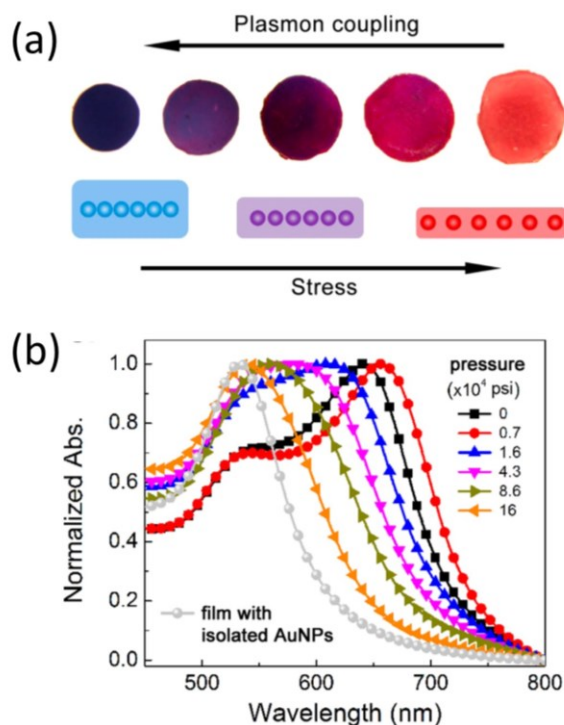 (a)
Plasmon coupling
Stress
(b)
Normalized Abs.
1.0
0.8
0.6
0.4
0.2
0.0
pressure
(x10⁴ psi)
0
0.7
1.6
4.3
8.6
16
film with
isolated AuNPs
500 600 700 800
Wavelength (nm)